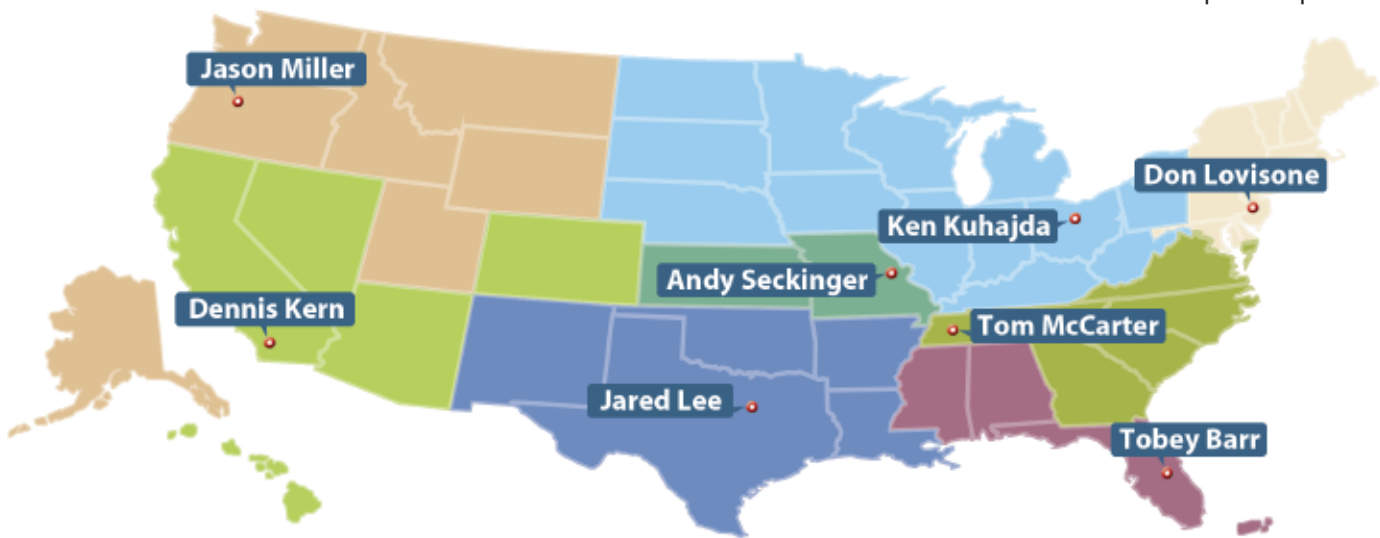 Jason Miller
Don Lovisone
Ken Kuhajda
Andy Seckinger
Dennis Kern
Tom McCarter
Jared Lee
Tobey Barr